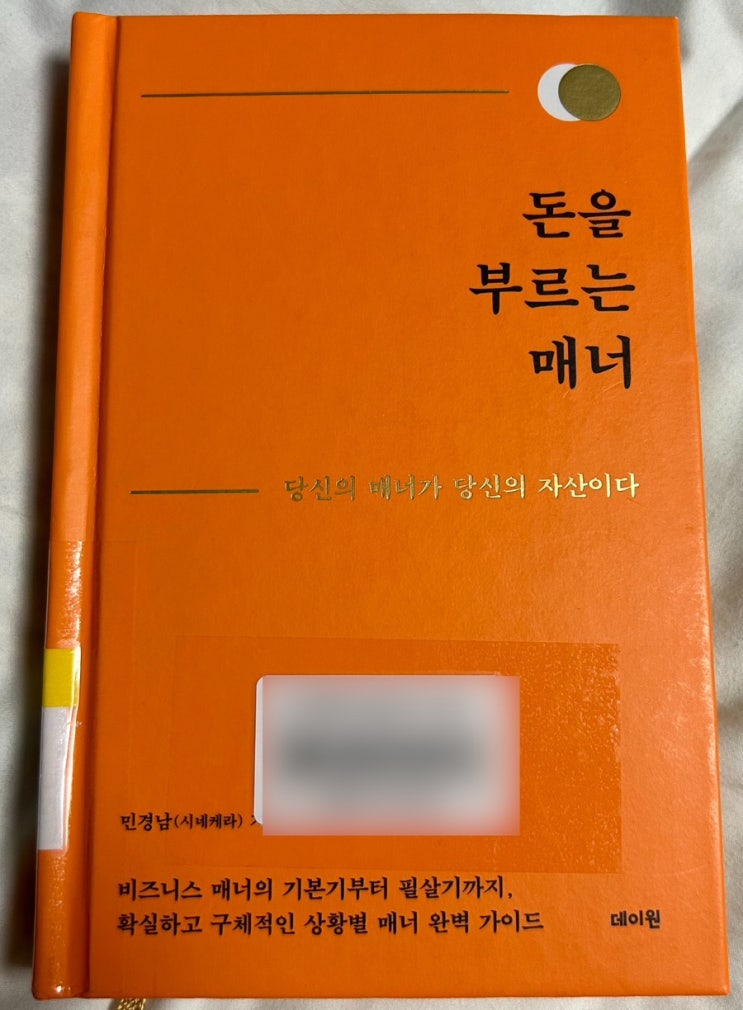 돈을
부르는
매너
당신의 매너가 당신의 자산이다
민경남(시네케라)
비즈니스 매너의 기본기부터 필살기까지,
확실하고 구체적인 상황별 매너 완벽 가이드
데이원